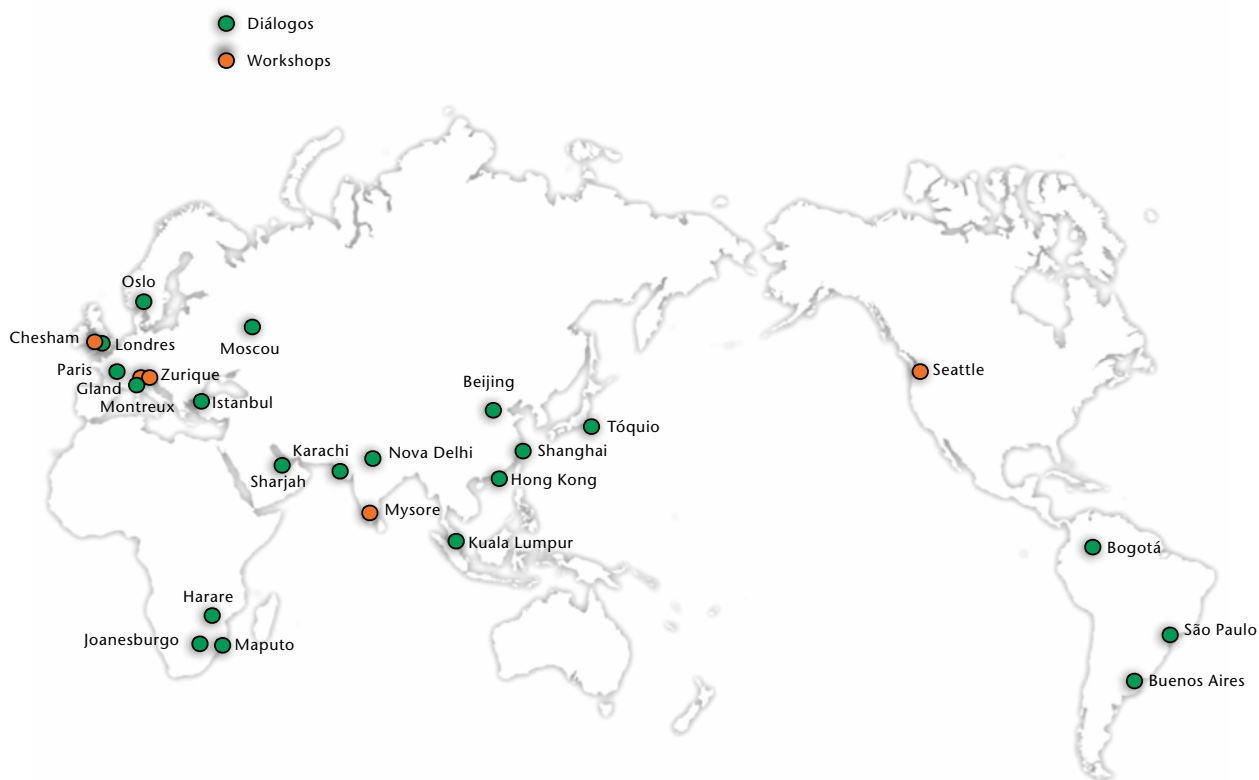 Diálogos
Workshops
Oslo
Chesham
Londres
Moscou
Paris
Zurique
Gland
Montreux
Istanbul
Beijing
Seattle
Tóquio
Karachi
Nova Delhi
Shanghai
Sharjah
Hong Kong
Mysore
Kuala Lumpur
Bogotá
Harare
São Paulo
Joanesburgo
Maputo
Buenos Aires